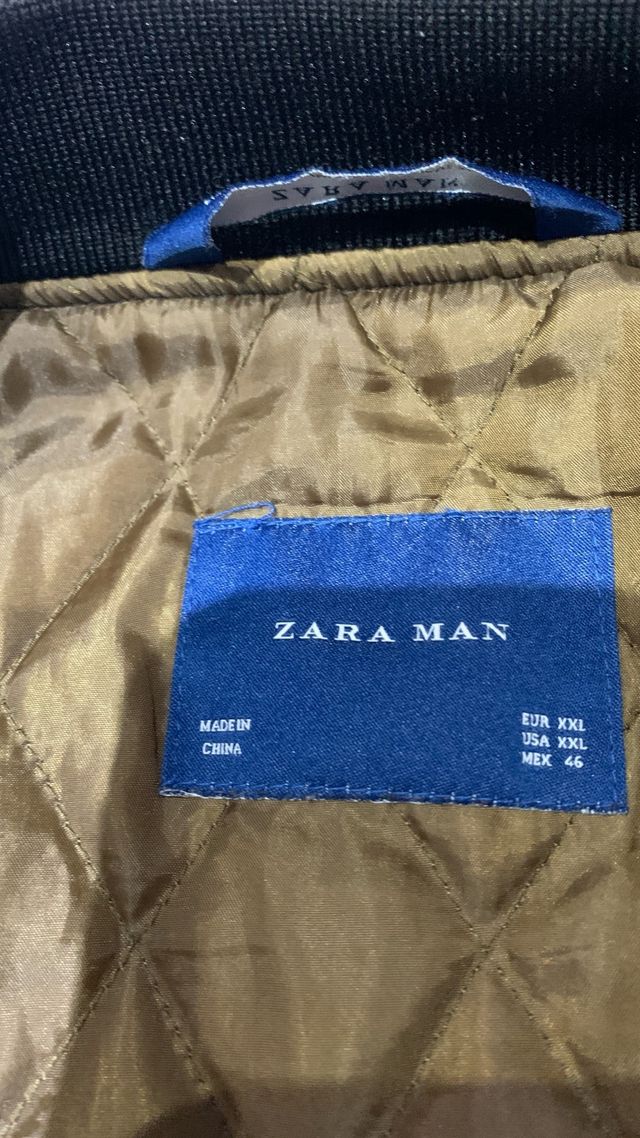 ZARA MAN
ZARA MAN
MADE IN
CHINA
EUR XXL
USA XXL
MEX 46